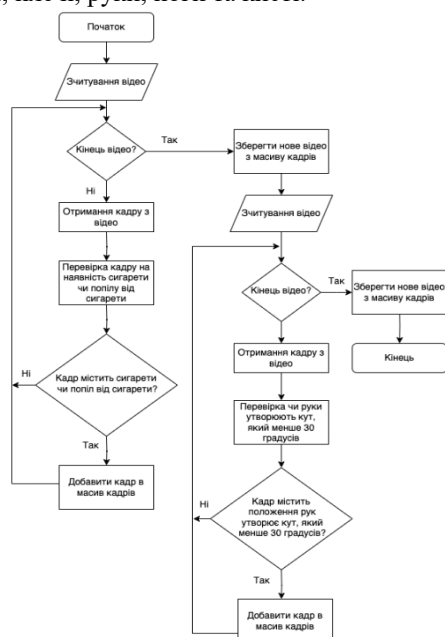 Початок
Зчитування відео
Кінець відео?
Так
Ні
Зберегти нове відео
з масиву кадрів
Отримання кадру з
відео
Зчитування відео
Перевірка кадру на
наявність сигарети
чи попілу від
сигарети
Кінець відео?
Так
Зберегти нове відео
з масиву кадрів
Ні
Кінець
Отримання кадру з
відео
Ні
Кадр містить сигарети
чи попіл від сигарети?
Перевірка чи руки
утворюють кут,
який менше 30
градусів
Так
Добавити кадр в
масив кадрів
Ні
Кадр містить
положення рук
утворює кут, який
менше 30 градусів?
Так
Добавити кадр в
масив кадрів